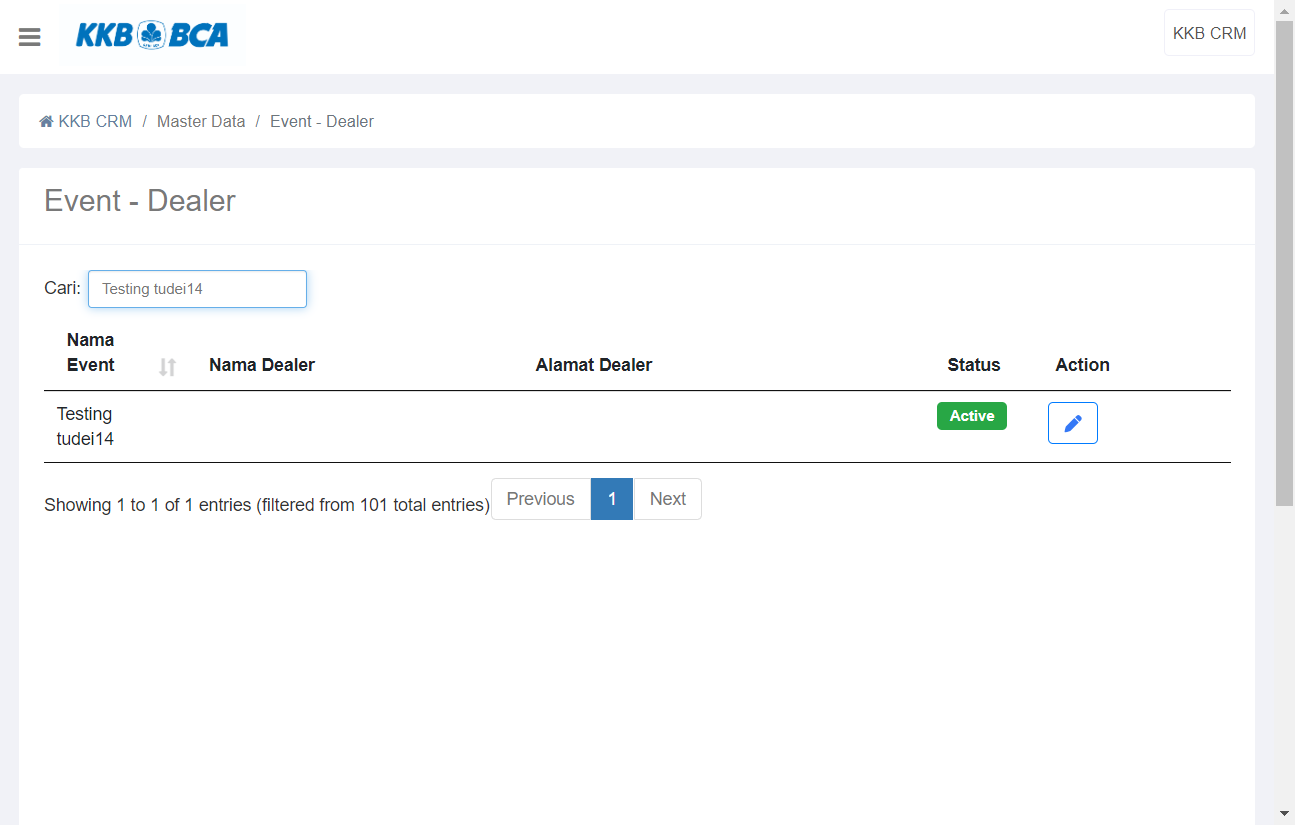 KKB BCA
KKB CRM
KKB CRM / Master Data / Event - Dealer
Event - Dealer
Cari: Testing tudei14
Nama Event Nama Dealer Alamat Dealer Status Action
Testing tudei14 Active
Showing 1 to 1 of 1 entries (filtered from 101 total entries) Previous 1 Next